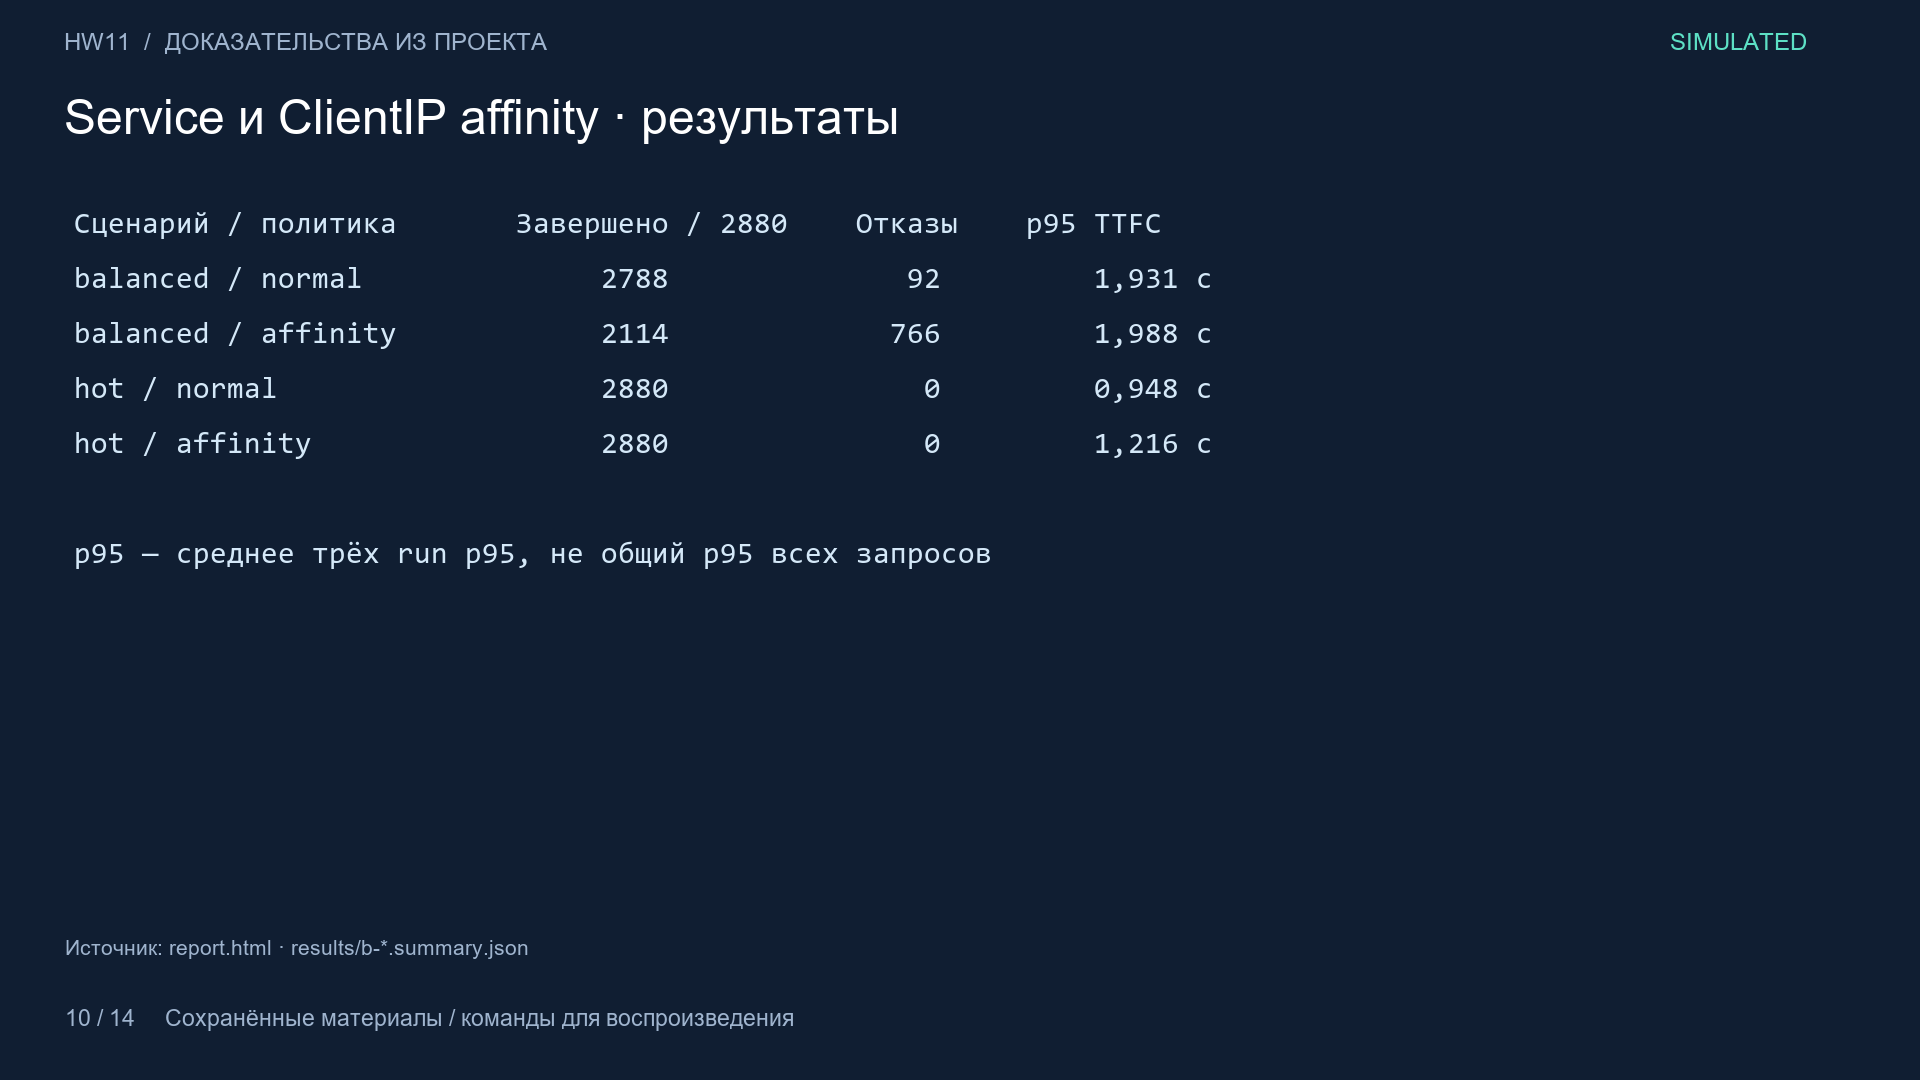 HW11 / ДОКАЗАТЕЛЬСТВА ИЗ ПРОЕКТА
SIMULATED
Service и ClientIP affinity · результаты
Сценарий / политика Завершено / 2880 Отказы p95 TTFC
balanced / normal 2788 92 1,931 с
balanced / affinity 2114 766 1,988 с
hot / normal 2880 0 0,948 с
hot / affinity 2880 0 1,216 с
p95 — среднее трёх run p95, не общий p95 всех запросов
Источник: report.html · results/b-*.summary.json
10 / 14 Сохранённые материалы / команды для воспроизведения